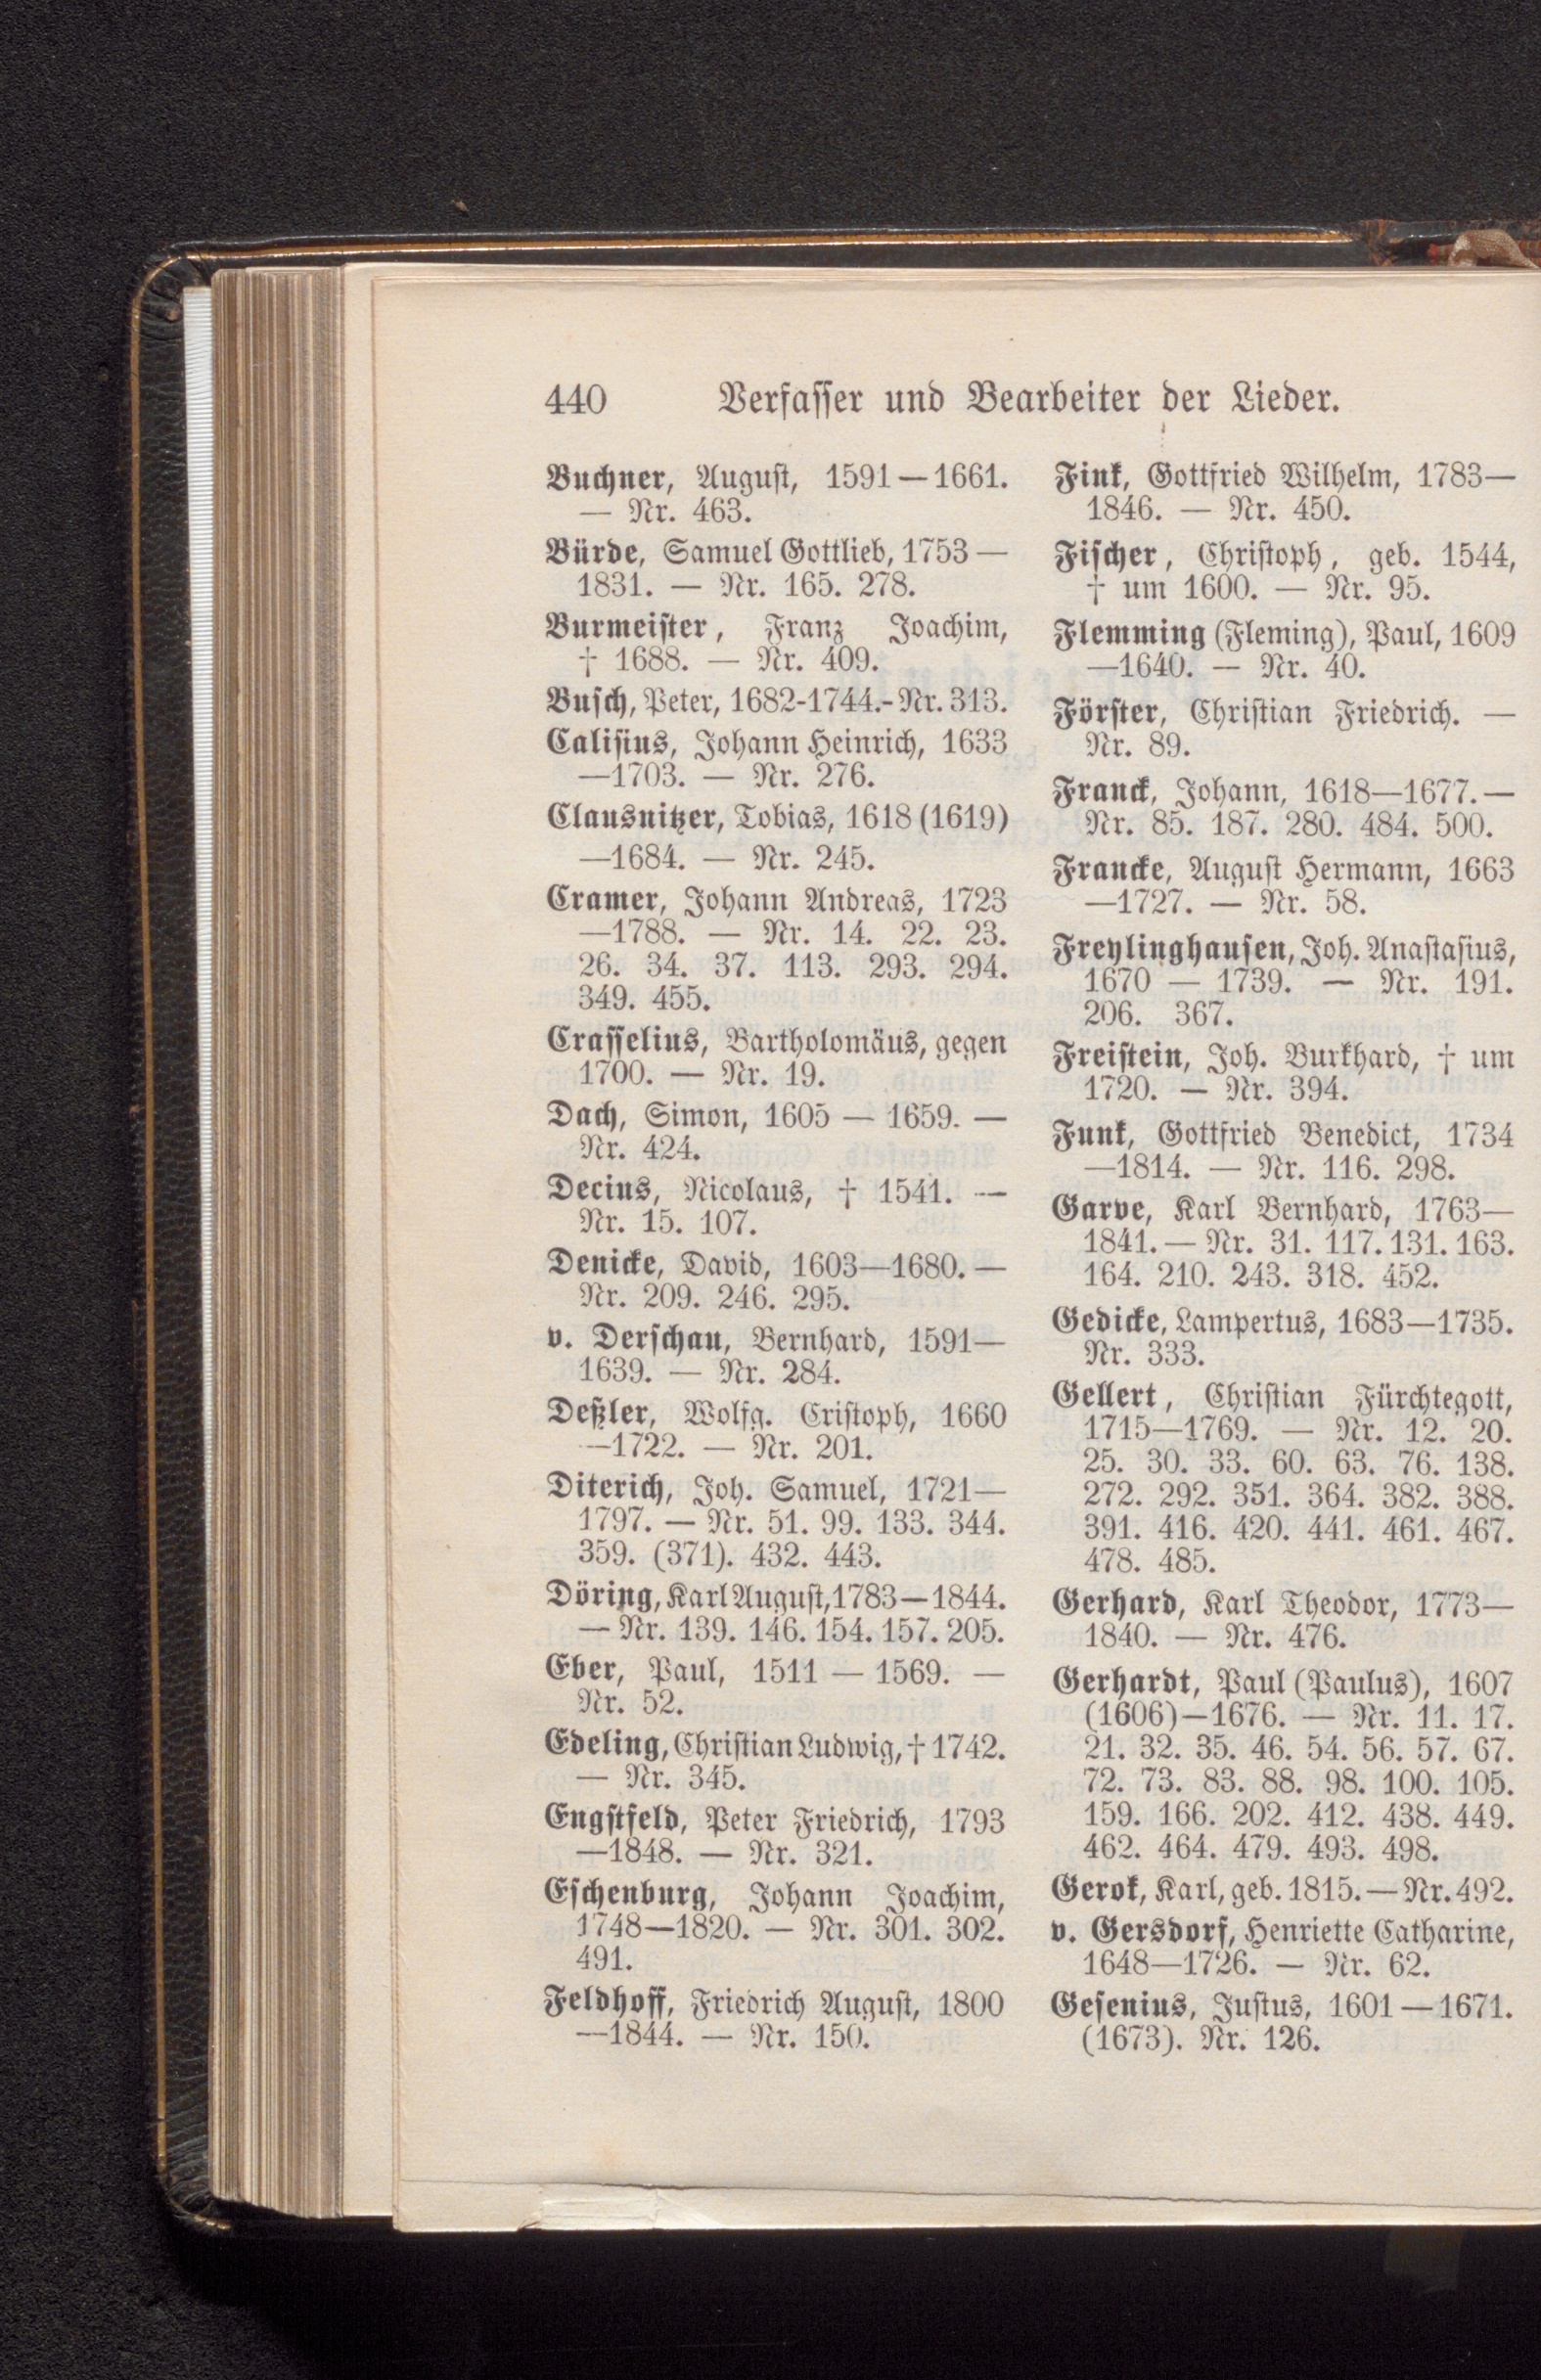 440 Verfasser und Bearbeiter der Lieder.
Buchner, August, 1591—1661.
— Nr. 463.
Bürde, Samuel Gottlieb, 1753—
1831. — Nr. 165. 278.
Burmeister, Franz Joachim,
† 1688. — Nr. 409.
Busch, Peter, 1682-1744.- Nr. 313.
Calisius, Johann Heinrich, 1633
—1703. — Nr. 276.
Clausnitzer, Tobias, 1618 (1619)
—1684. — Nr. 245.
Cramer, Johann Andreas, 1723
—1788. — Nr. 14. 22. 23.
26. 34. 37. 113. 293. 294.
349. 455.
Crasselius, Bartholomäus, gegen
1700. — Nr. 19.
Dach, Simon, 1605 — 1659. —
Nr. 424.
Decius, Nicolaus, † 1541. —
Nr. 15. 107.
Denicke, David, 1603—1680. —
Nr. 209. 246. 295.
v. Derschau, Bernhard, 1591—
1639. — Nr. 284.
Deßler, Wolfg. Cristoph, 1660
—1722. — Nr. 201.
Diterich, Joh. Samuel, 1721—
1797. — Nr. 51. 99. 133. 344.
359. (371). 432. 443.
Döring, Karl August, 1783—1844.
— Nr. 139. 146. 154. 157. 205.
Eber, Paul, 1511 — 1569. —
Nr. 52.
Edeling, Christian Ludwig, † 1742.
— Nr. 345.
Engstfeld, Peter Friedrich, 1793
—1848. — Nr. 321.
Eschenburg, Johann Joachim,
1748—1820. — Nr. 301. 302.
491.
Feldhoff, Friedrich August, 1800
—1844. — Nr. 150.
Fink, Gottfried Wilhelm, 1783—
1846. — Nr. 450.
Fischer, Christoph, geb. 1544,
† um 1600. — Nr. 95.
Flemming (Fleming), Paul, 1609
—1640. — Nr. 40.
Förster, Christian Friedrich. —
Nr. 89.
Franck, Johann, 1618—1677. —
Nr. 85. 187. 280. 484. 500.
Francke, August Hermann, 1663
—1727. — Nr. 58.
Freylinghausen, Joh. Anastasius,
1670 — 1739. — Nr. 191.
206. 367.
Freistein, Joh. Burkhard, † um
1720. — Nr. 394.
Funk, Gottfried Benedict, 1734
—1814. — Nr. 116. 298.
Garve, Karl Bernhard, 1763—
1841. — Nr. 31. 117. 131. 163.
164. 210. 243. 318. 452.
Gedicke, Lampertus, 1683—1735.
Nr. 333.
Gellert, Christian Fürchtegott,
1715—1769. — Nr. 12. 20.
25. 30. 33. 60. 63. 76. 138.
272. 292. 351. 364. 382. 388.
391. 416. 420. 441. 461. 467.
478. 485.
Gerhard, Karl Theodor, 1773—
1840. — Nr. 476.
Gerhardt, Paul (Paulus), 1607
(1606)—1676. — Nr. 11. 17.
21. 32. 35. 46. 54. 56. 57. 67.
72. 73. 83. 88. 98. 100. 105.
159. 166. 202. 412. 438. 449.
462. 464. 479. 493. 498.
Gerok, Karl, geb. 1815. — Nr. 492.
v. Gersdorf, Henriette Catharine,
1648—1726. — Nr. 62.
Gesenius, Justus, 1601—1671.
(1673). Nr. 126.